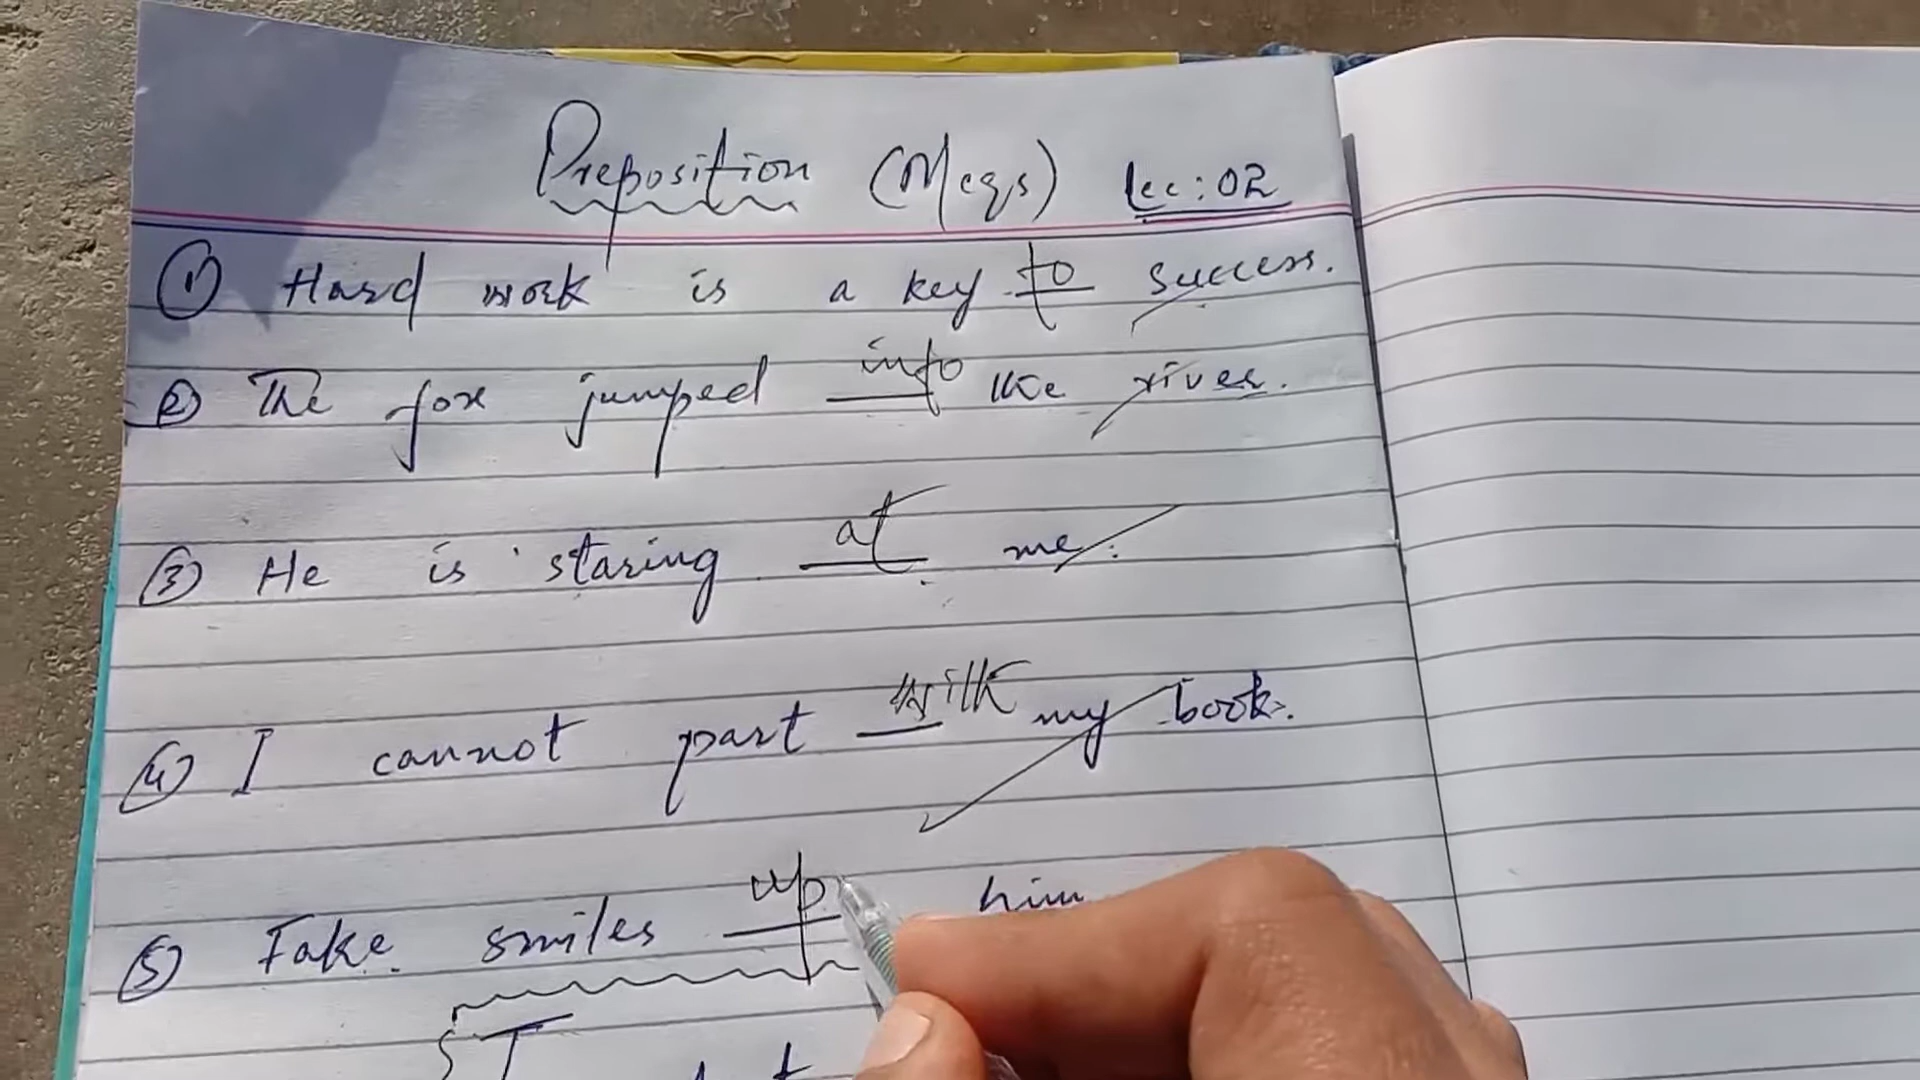 Preposition (Mcqs) Lec:02
① Hard work is a key to success.
② The fox jumped into the river.
③ He is staring at me.
④ I cannot part with my book.
⑤ Fake smiles up him